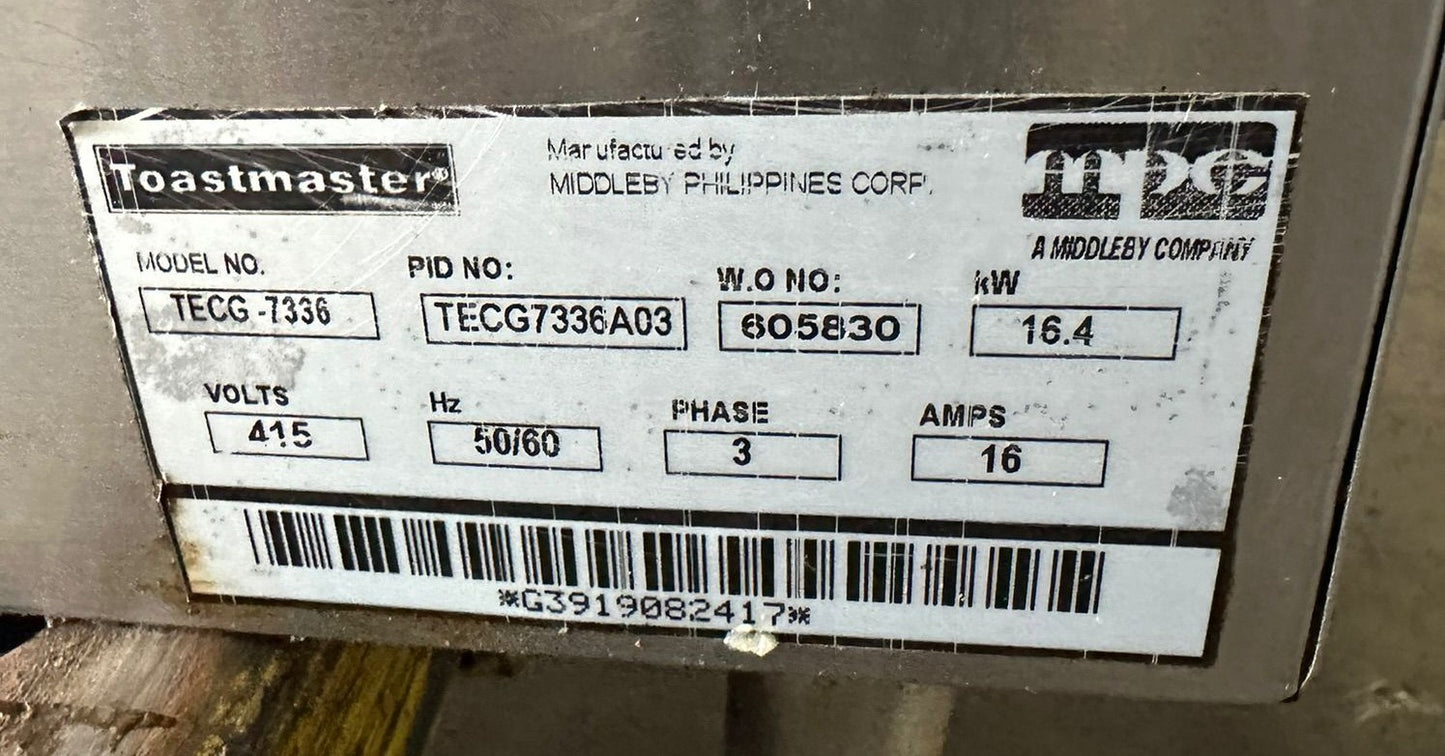 Toastmaster®
Manufactured by
MIDDLEBY PHILIPPINES CORP.
mpc
A MIDDLEBY COMPANY
MODEL NO. PID NO: W.O NO: kW
TECG -7336 TECG7336A03 605830 16.4
VOLTS Hz PHASE AMPS
415 50/60 3 16
*G3919082417*